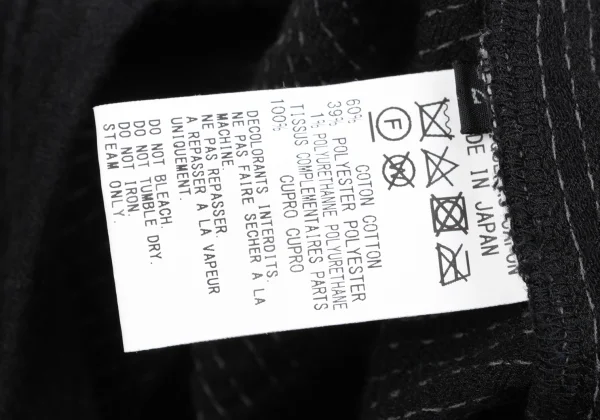 2
DE IN JAPAN
F
60% COTON COTTON
39% POLYESTER POLYESTER
1% POLYURETHANNE POLYURETHANE
TISSUS COMPLEMENTAIRES PARTS
100% CUPRO CUPRO
DECOLORANTS INTERDITS.
NE PAS FAIRE SECHER A LA
MACHINE.
NE PAS REPASSER.
A REPASSER A LA VAPEUR
UNIQUEMENT.
DO NOT BLEACH.
DO NOT TUMBLE DRY.
DO NOT IRON.
STEAM ONLY.